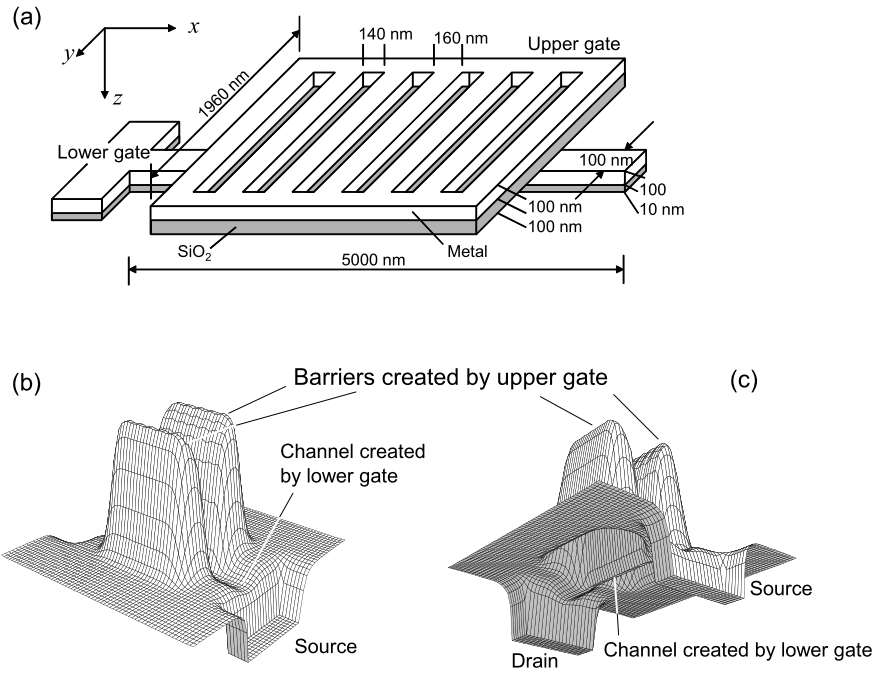 (a)
x
y
z
140 nm
160 nm
Upper gate
1960 nm
Lower gate
100 nm
100
10 nm
100 nm
100 nm
SiO₂
Metal
5000 nm
(b)
Barriers created by upper gate
(c)
Channel created
by lower gate
Source
Source
Channel created by lower gate
Drain